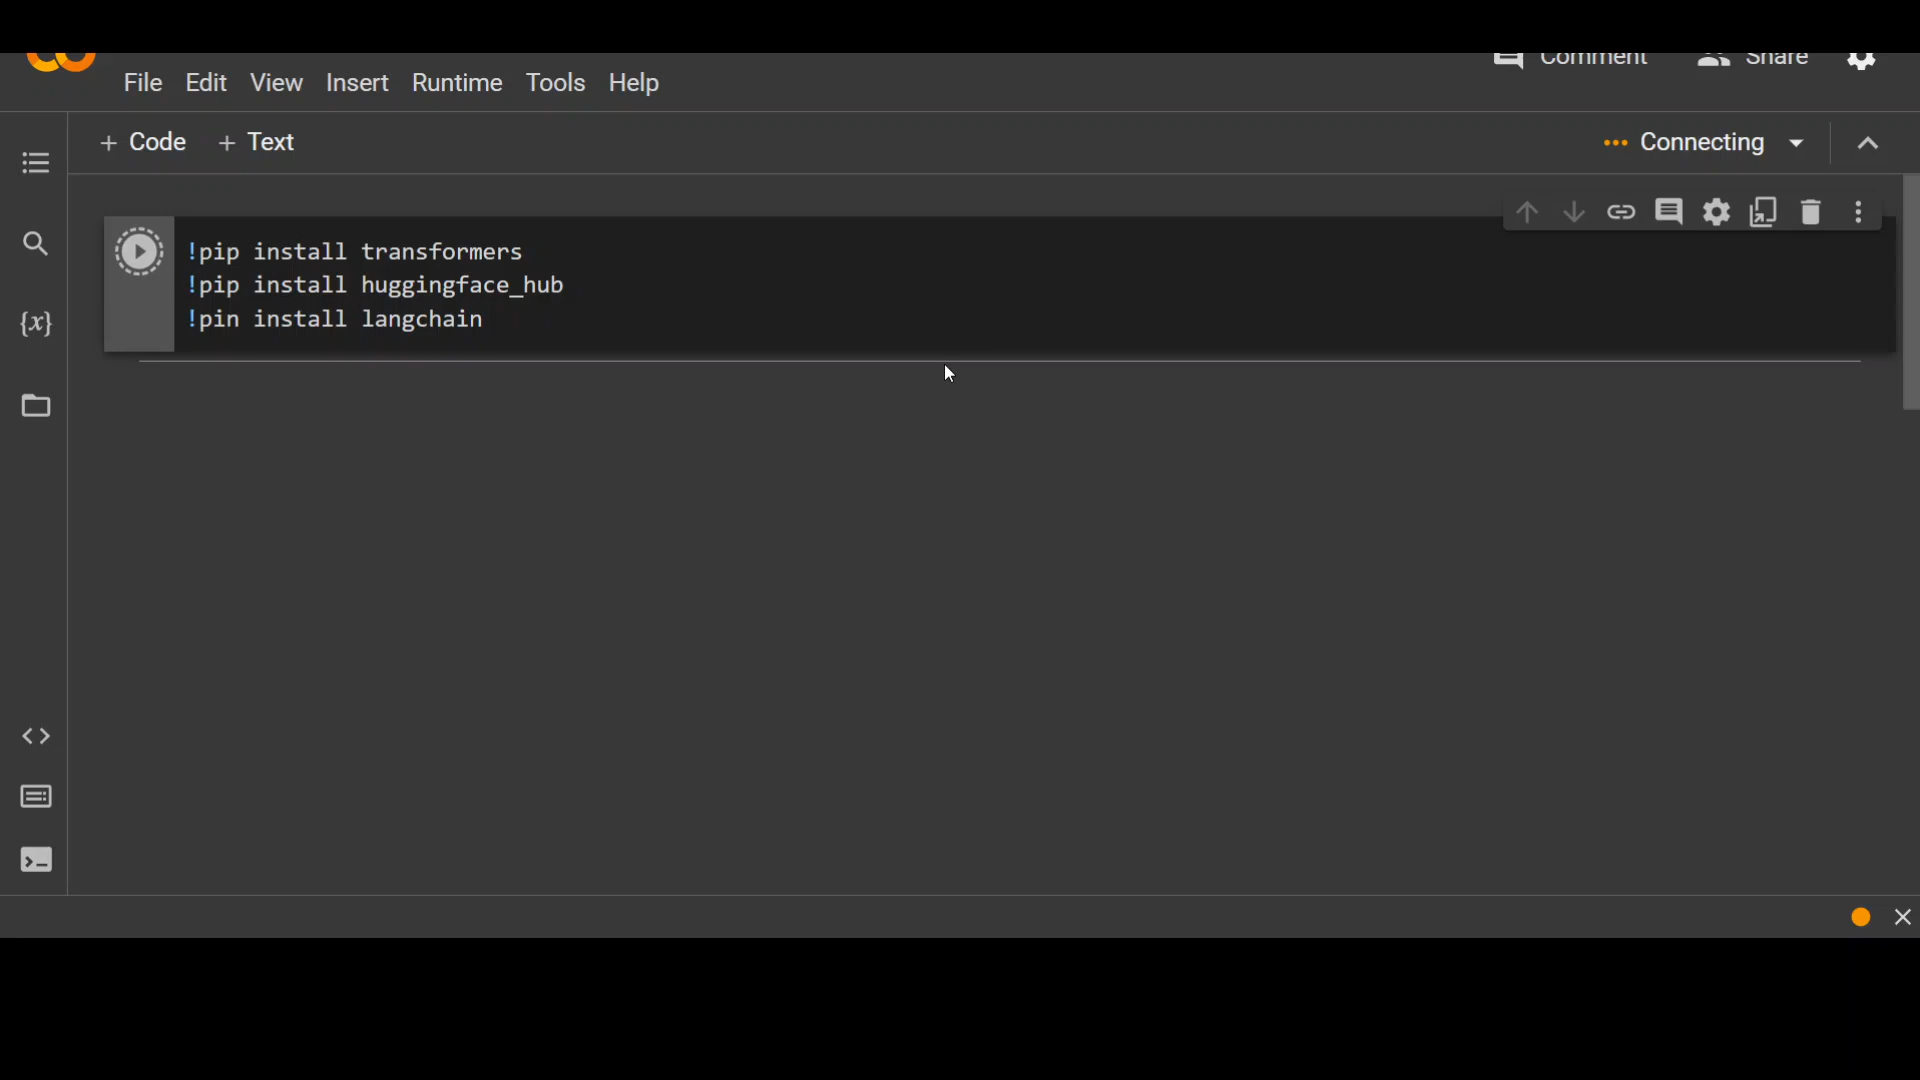 Comment Share
File Edit View Insert Runtime Tools Help
+ Code + Text Connecting
!pip install transformers
!pip install huggingface_hub
!pin install langchain
{x}